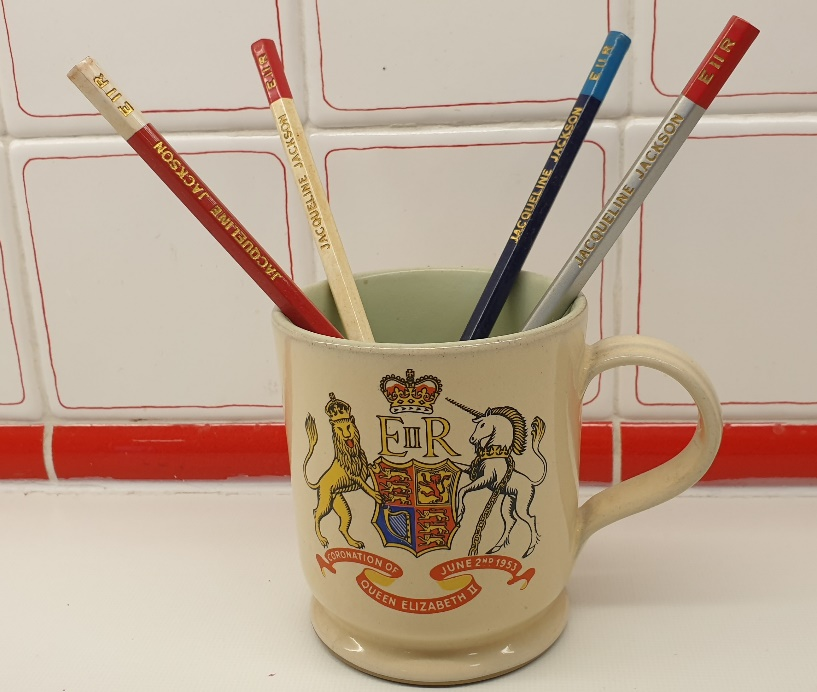 E II R
JACQUELINE JACKSON
E II R
JACQUELINE JACKSON
E II R
JACQUELINE JACKSON
E II R
JACQUELINE JACKSON
EIIR
CORONATION OF
QUEEN ELIZABETH II
JUNE 2ND 1953